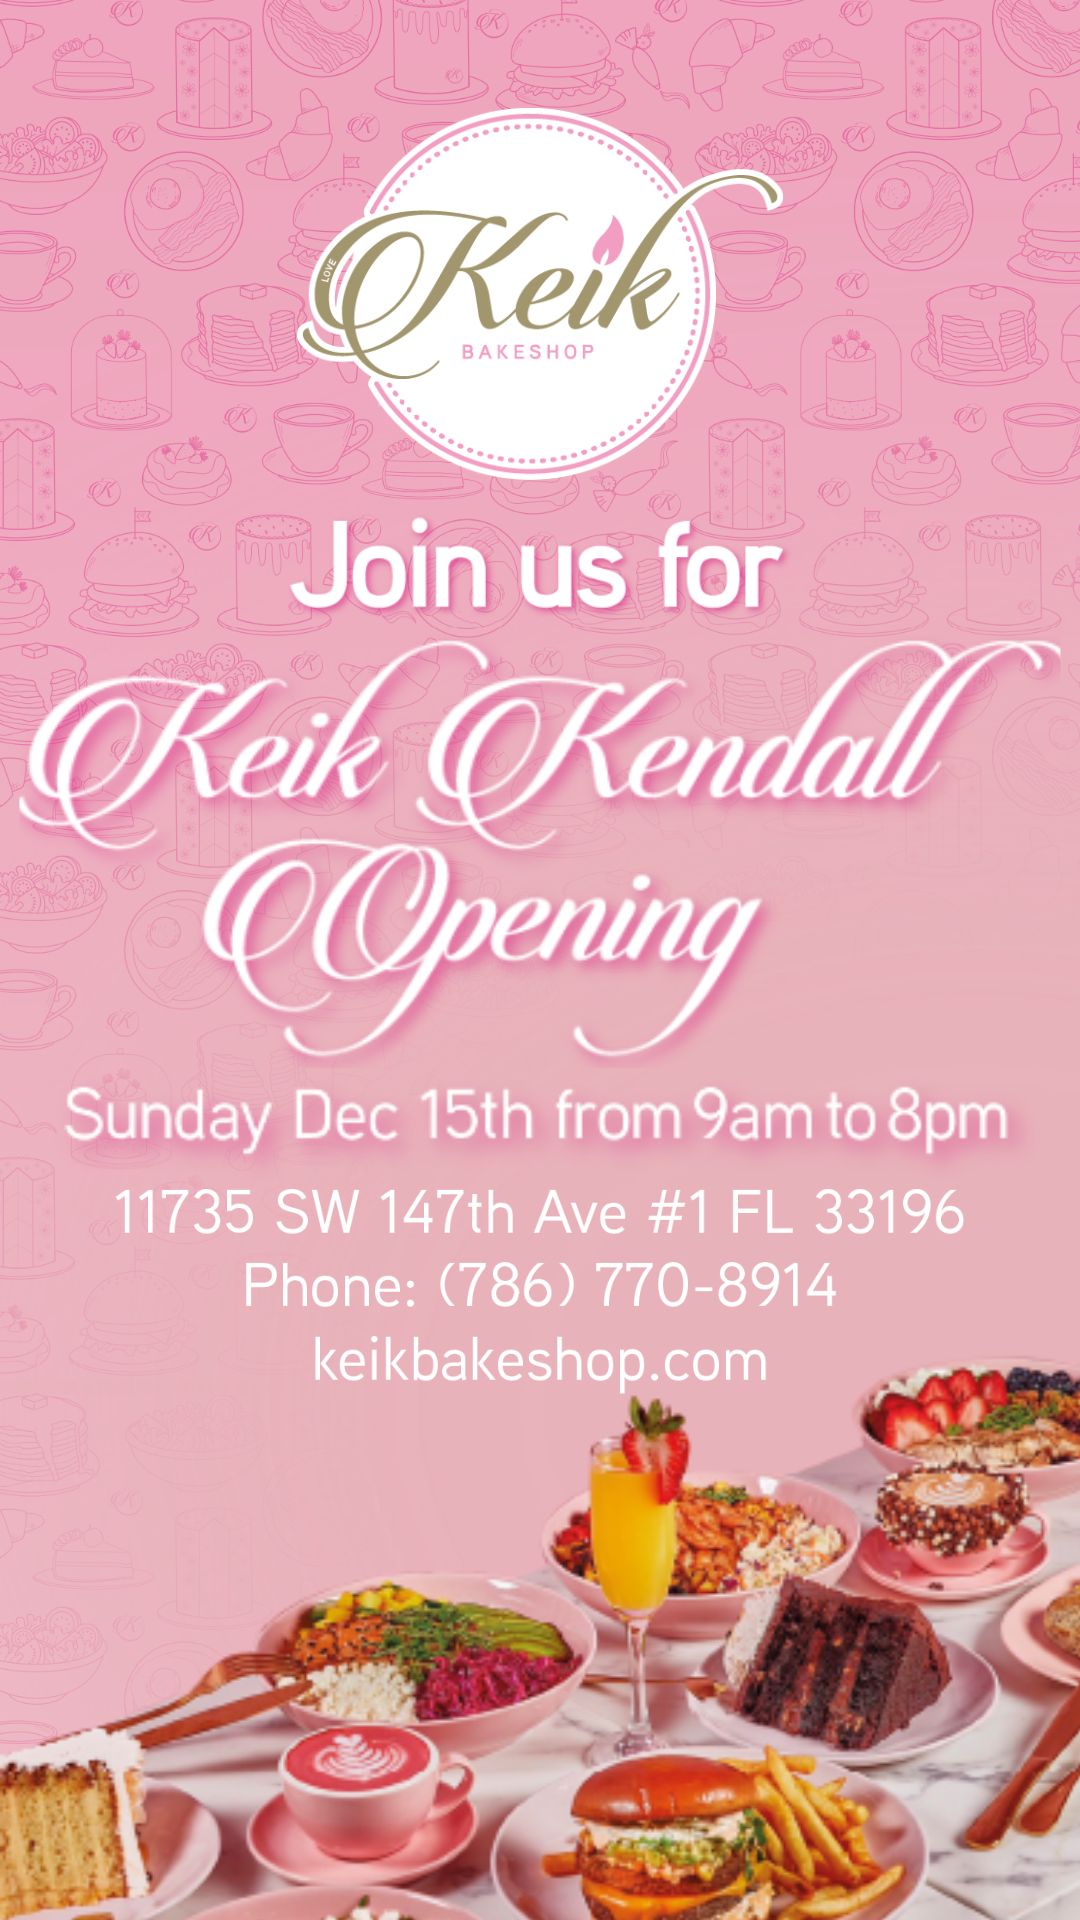 LOVE
Keik
BAKESHOP
Join us for
Keik Kendall
Opening
Sunday Dec 15th from 9am to 8pm
11735 SW 147th Ave #1 FL 33196
Phone: (786) 770-8914
keikbakeshop.com